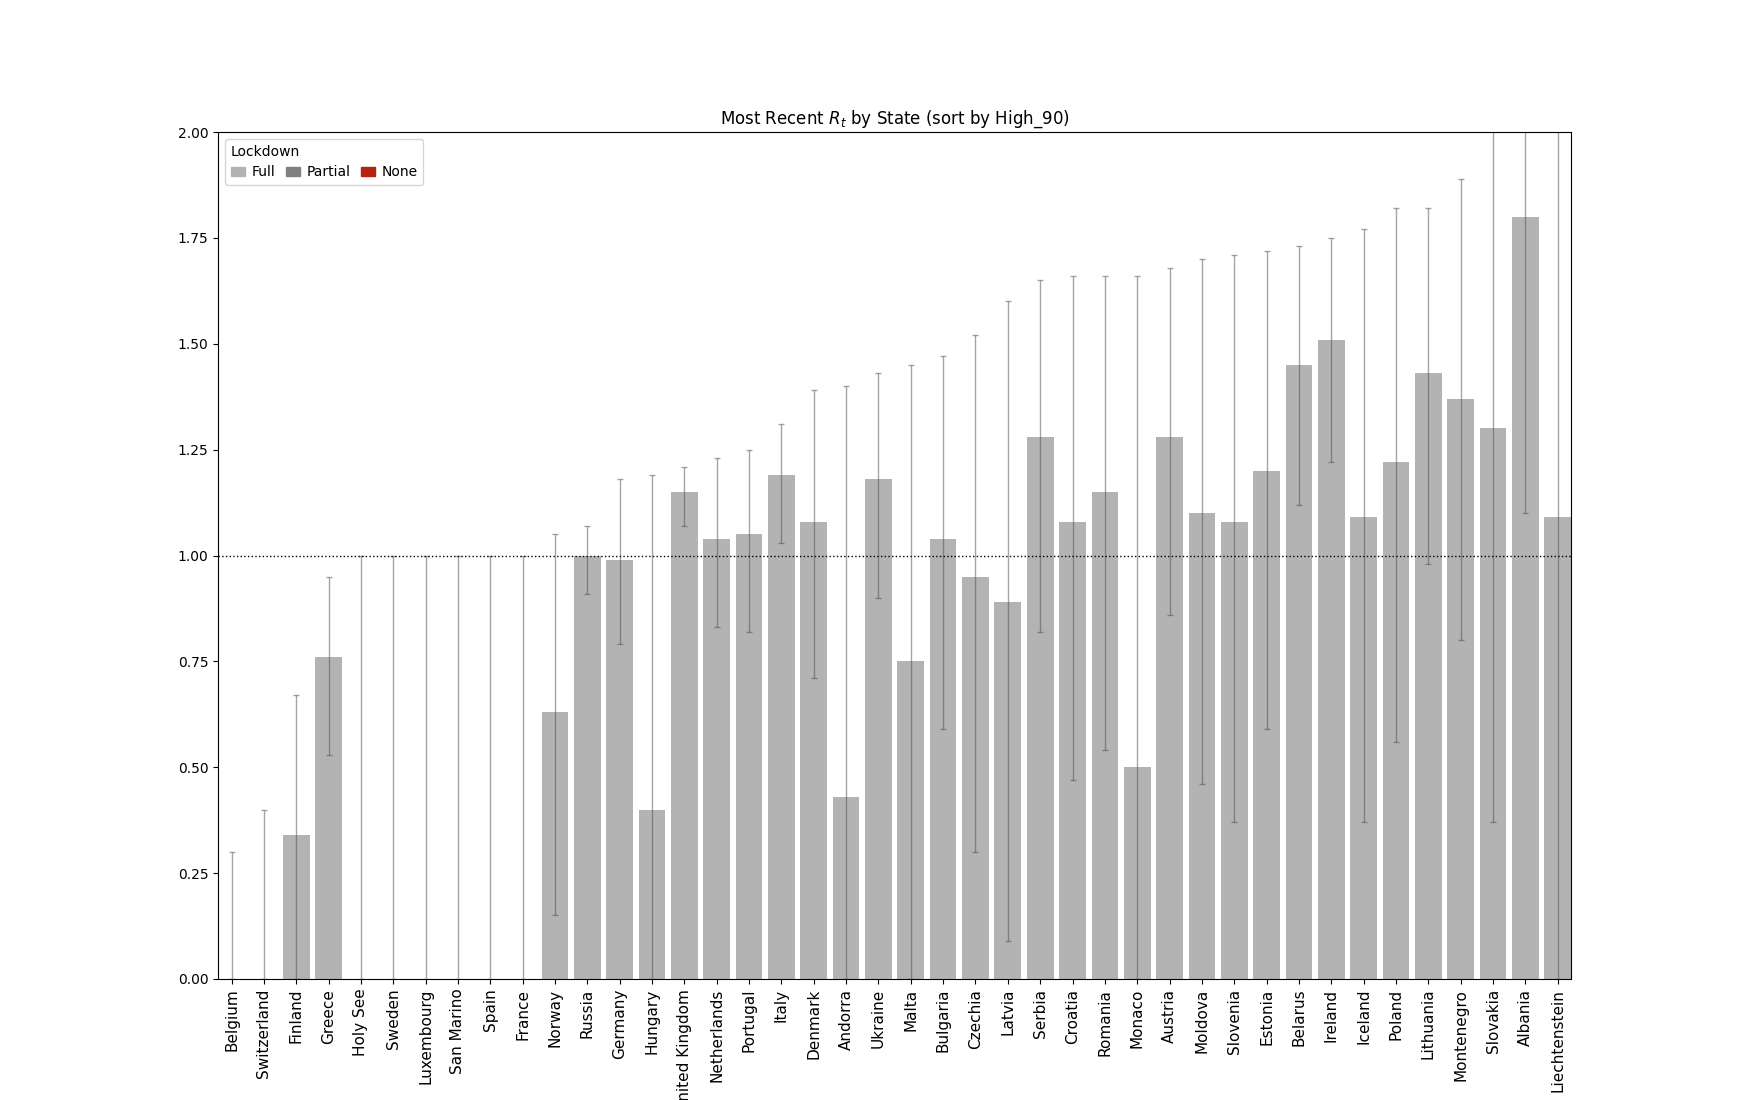 Most Recent R_t by State (sort by High_90)
Lockdown
Full Partial None
2.00
1.75
1.50
1.25
1.00
0.75
0.50
0.25
0.00
Belgium
Switzerland
Finland
Greece
Holy See
Sweden
Luxembourg
San Marino
Spain
France
Norway
Russia
Germany
Hungary
nited Kingdom
Netherlands
Portugal
Italy
Denmark
Andorra
Ukraine
Malta
Bulgaria
Czechia
Latvia
Serbia
Croatia
Romania
Monaco
Austria
Moldova
Slovenia
Estonia
Belarus
Ireland
Iceland
Poland
Lithuania
Montenegro
Slovakia
Albania
Liechtenstein